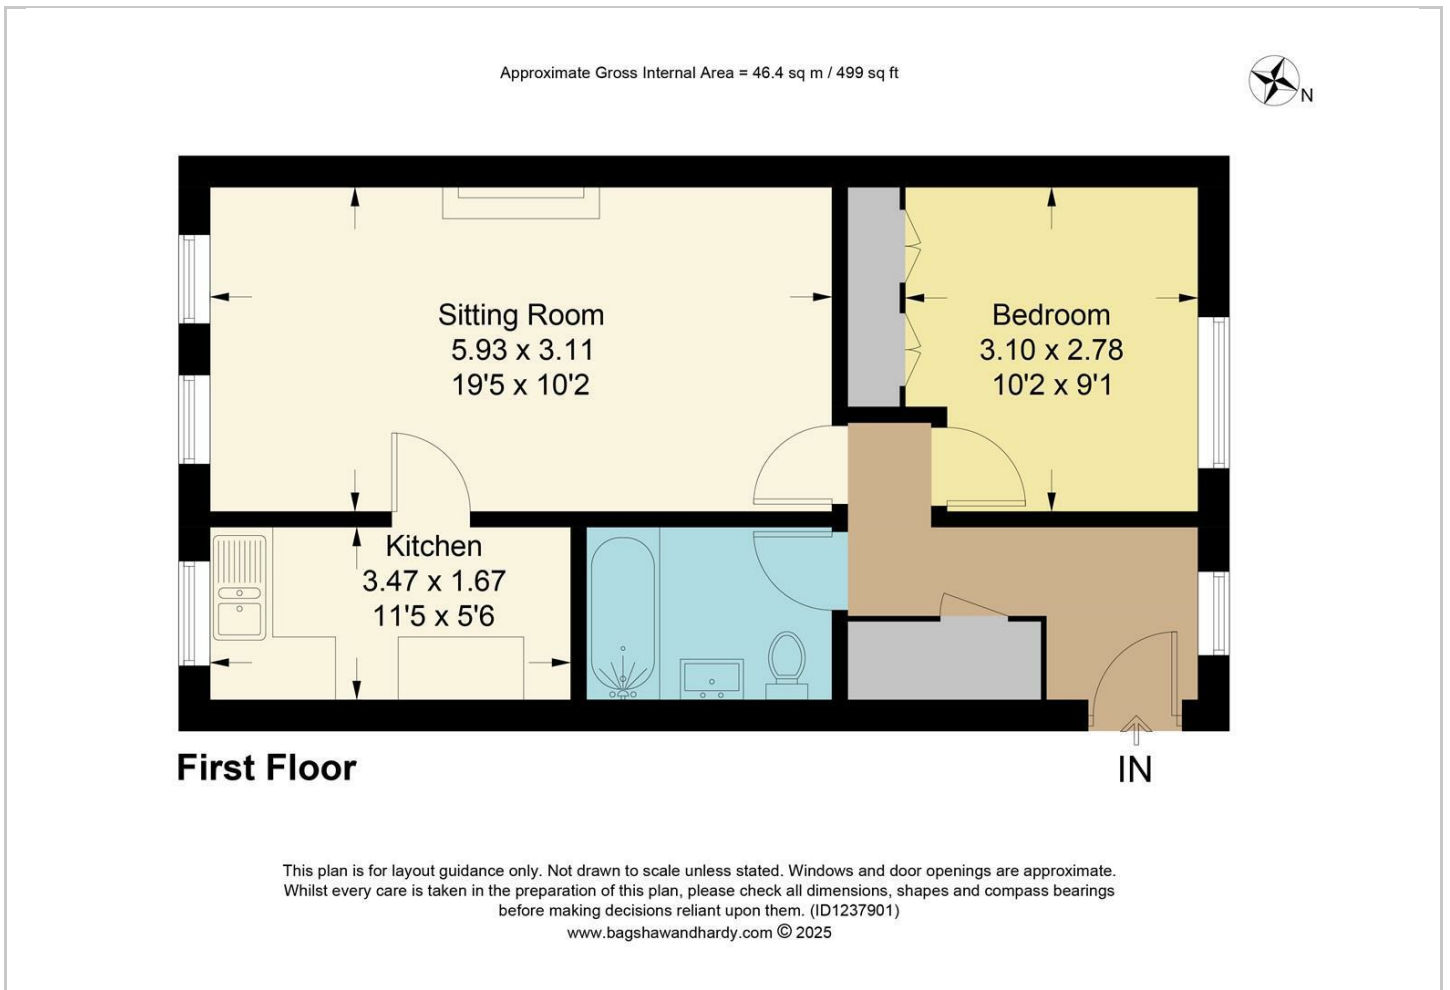 Approximate Gross Internal Area = 46.4 sq m / 499 sq ft
N
Sitting Room
5.93 x 3.11
19'5 x 10'2
Bedroom
3.10 x 2.78
10'2 x 9'1
Kitchen
3.47 x 1.67
11'5 x 5'6
First Floor
IN
This plan is for layout guidance only. Not drawn to scale unless stated. Windows and door openings are approximate.
Whilst every care is taken in the preparation of this plan, please check all dimensions, shapes and compass bearings
before making decisions reliant upon them. (ID1237901)
www.bagshawandhardy.com © 2025